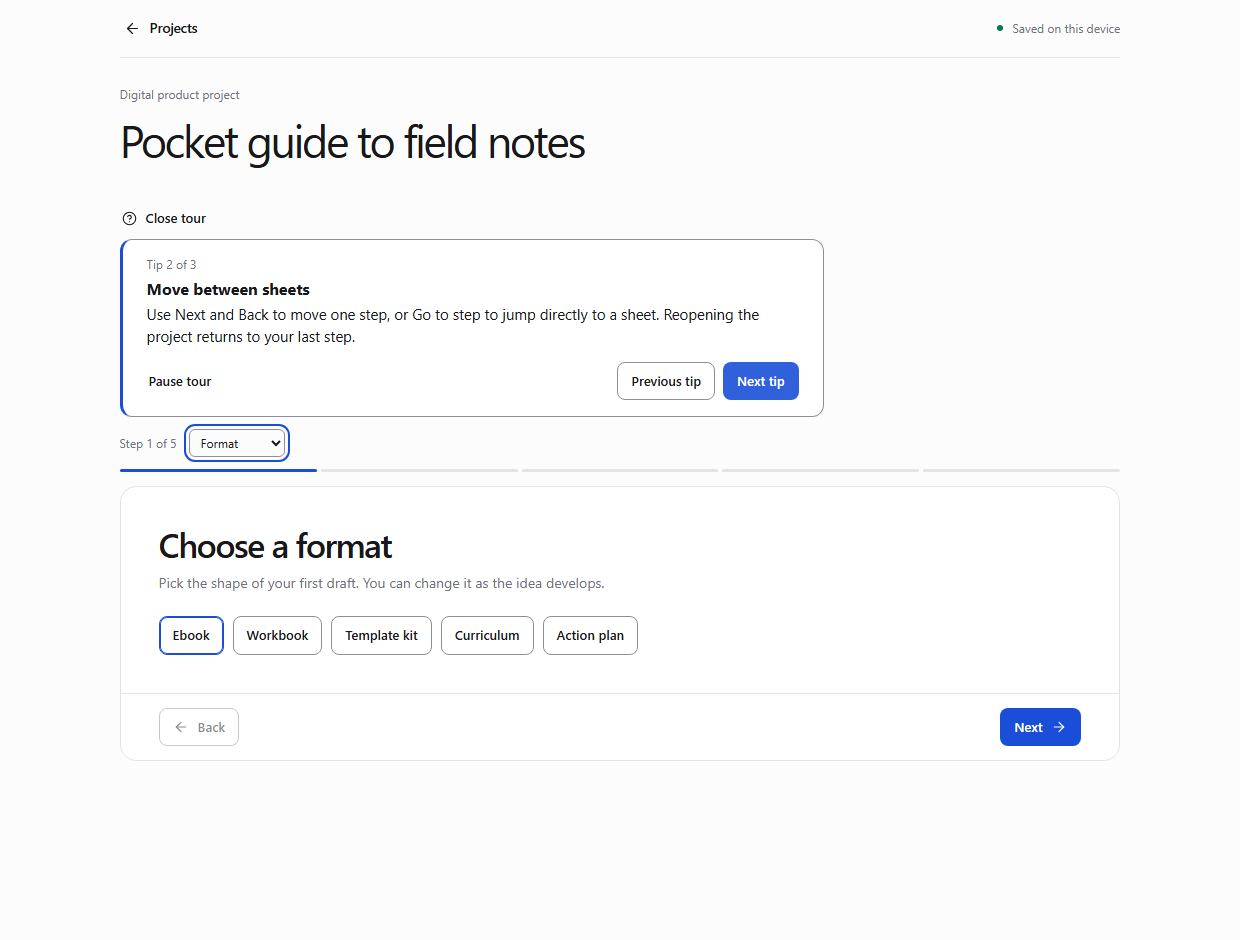 Projects
Saved on this device
Digital product project
Pocket guide to field notes
Close tour
Tip 2 of 3
Move between sheets
Use Next and Back to move one step, or Go to step to jump directly to a sheet. Reopening the
project returns to your last step.
Pause tour
Previous tip
Next tip
Step 1 of 5
Format
Choose a format
Pick the shape of your first draft. You can change it as the idea develops.
Ebook
Workbook
Template kit
Curriculum
Action plan
Back
Next